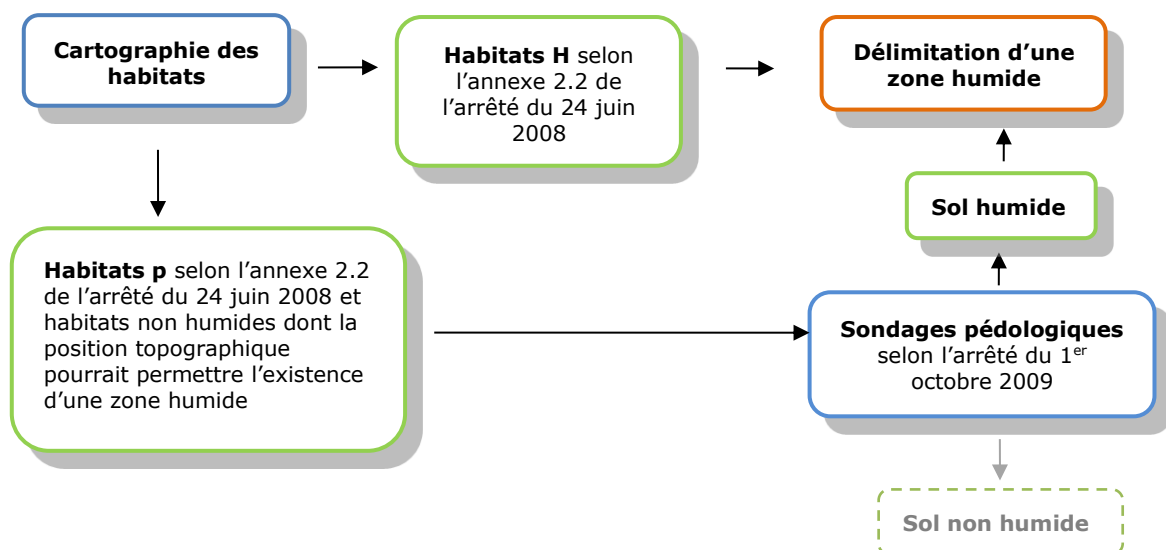 Cartographie des
habitats
Habitats H selon
l’annexe 2.2 de
l’arrêté du 24 juin
2008
Délimitation d’une
zone humide
Sol humide
Habitats p selon l’annexe 2.2
de l’arrêté du 24 juin 2008 et
habitats non humides dont la
position topographique
pourrait permettre l’existence
d’une zone humide
Sondages pédologiques
selon l’arrêté du 1er
octobre 2009
Sol non humide